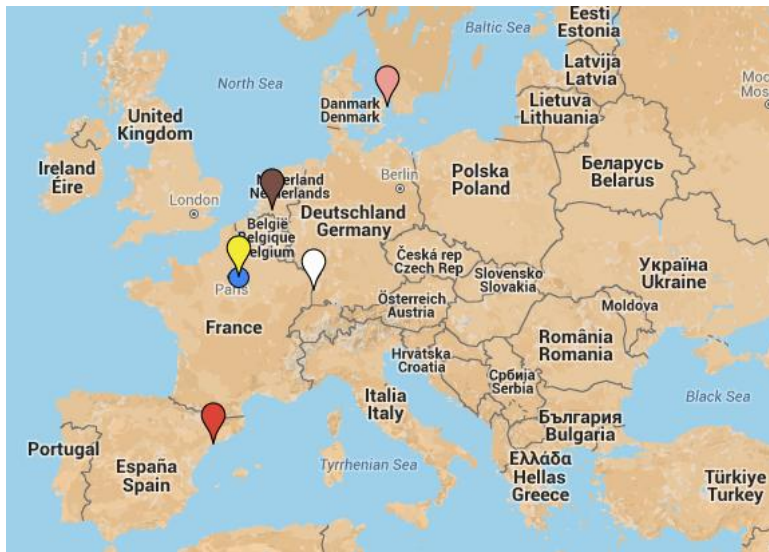 Baltic Sea
Eesti
Estonia
Latvija
Latvia
North Sea
Danmark
Denmark
Lietuva
Lithuania
United
Kingdom
Ireland
Éire
London
Netherlands
Berlin
Polska
Poland
Беларусь
Belarus
België
Belgique
Belgium
Deutschland
Germany
Paris
Česká rep
Czech Rep
Slovensko
Slovakia
Україна
Ukraine
Österreich
Austria
Moldova
France
România
Romania
Hrvatska
Croatia
Србија
Serbia
Italia
Italy
Black Sea
България
Bulgaria
Portugal
España
Spain
Tyrrhenian Sea
Ελλάδα
Hellas
Greece
Türkiye
Turkey